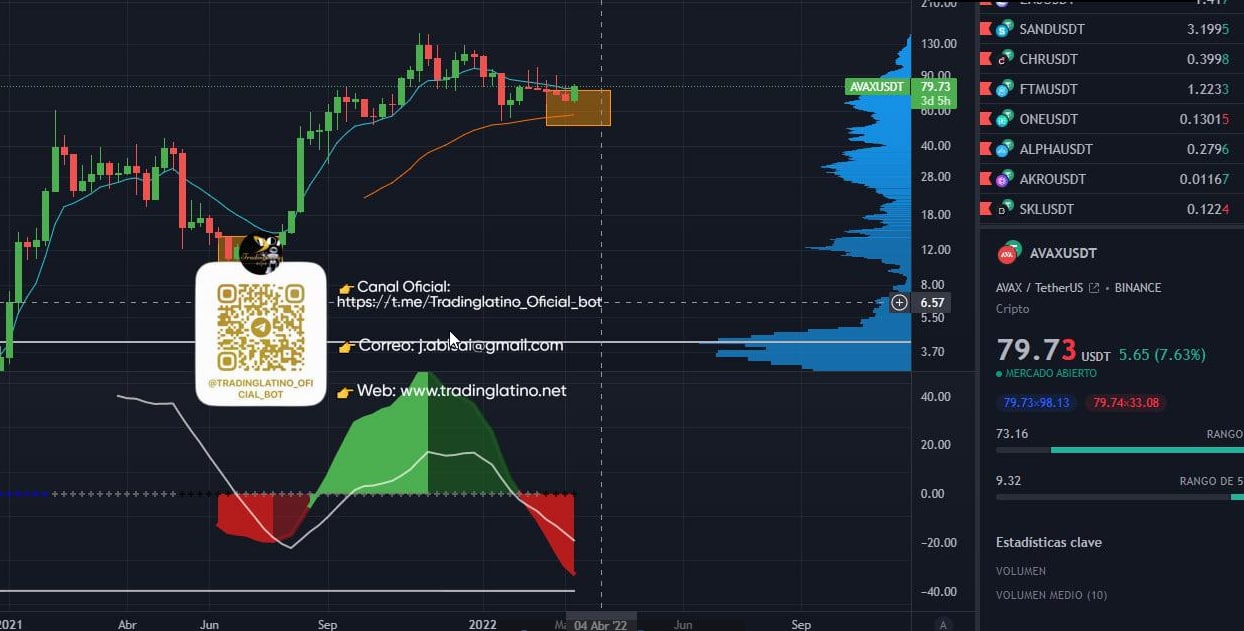 210.00
130.00
90.00
AVAXUSDT 79.73
3d 5h
60.00
40.00
28.00
18.00
12.00
8.00
6.57
5.50
3.70
40.00
20.00
0.00
−20.00
−40.00
👉 Canal Oficial:
https://t.me/Tradinglatino_Oficial_bot
👉 Correo: j.abisai@gmail.com
👉 Web: www.tradinglatino.net
@TRADINGLATINO_OFI
CIAL_BOT
2021 Abr Jun Sep 2022 04 Abr '22 Jun Sep A
SANDUSDT 3.1995
CHRUSDT 0.3998
FTMUSDT 1.2233
ONEUSDT 0.13015
ALPHAUSDT 0.2796
AKROUSDT 0.01167
SKLUSDT 0.1224
AVAXUSDT
AVAX / TetherUS • BINANCE
Cripto
79.73 USDT 5.65 (7.63%)
MERCADO ABIERTO
79.73×98.13 79.74×33.08
73.16 RANGO
9.32 RANGO DE 5
Estadísticas clave
VOLUMEN
VOLUMEN MEDIO (10)